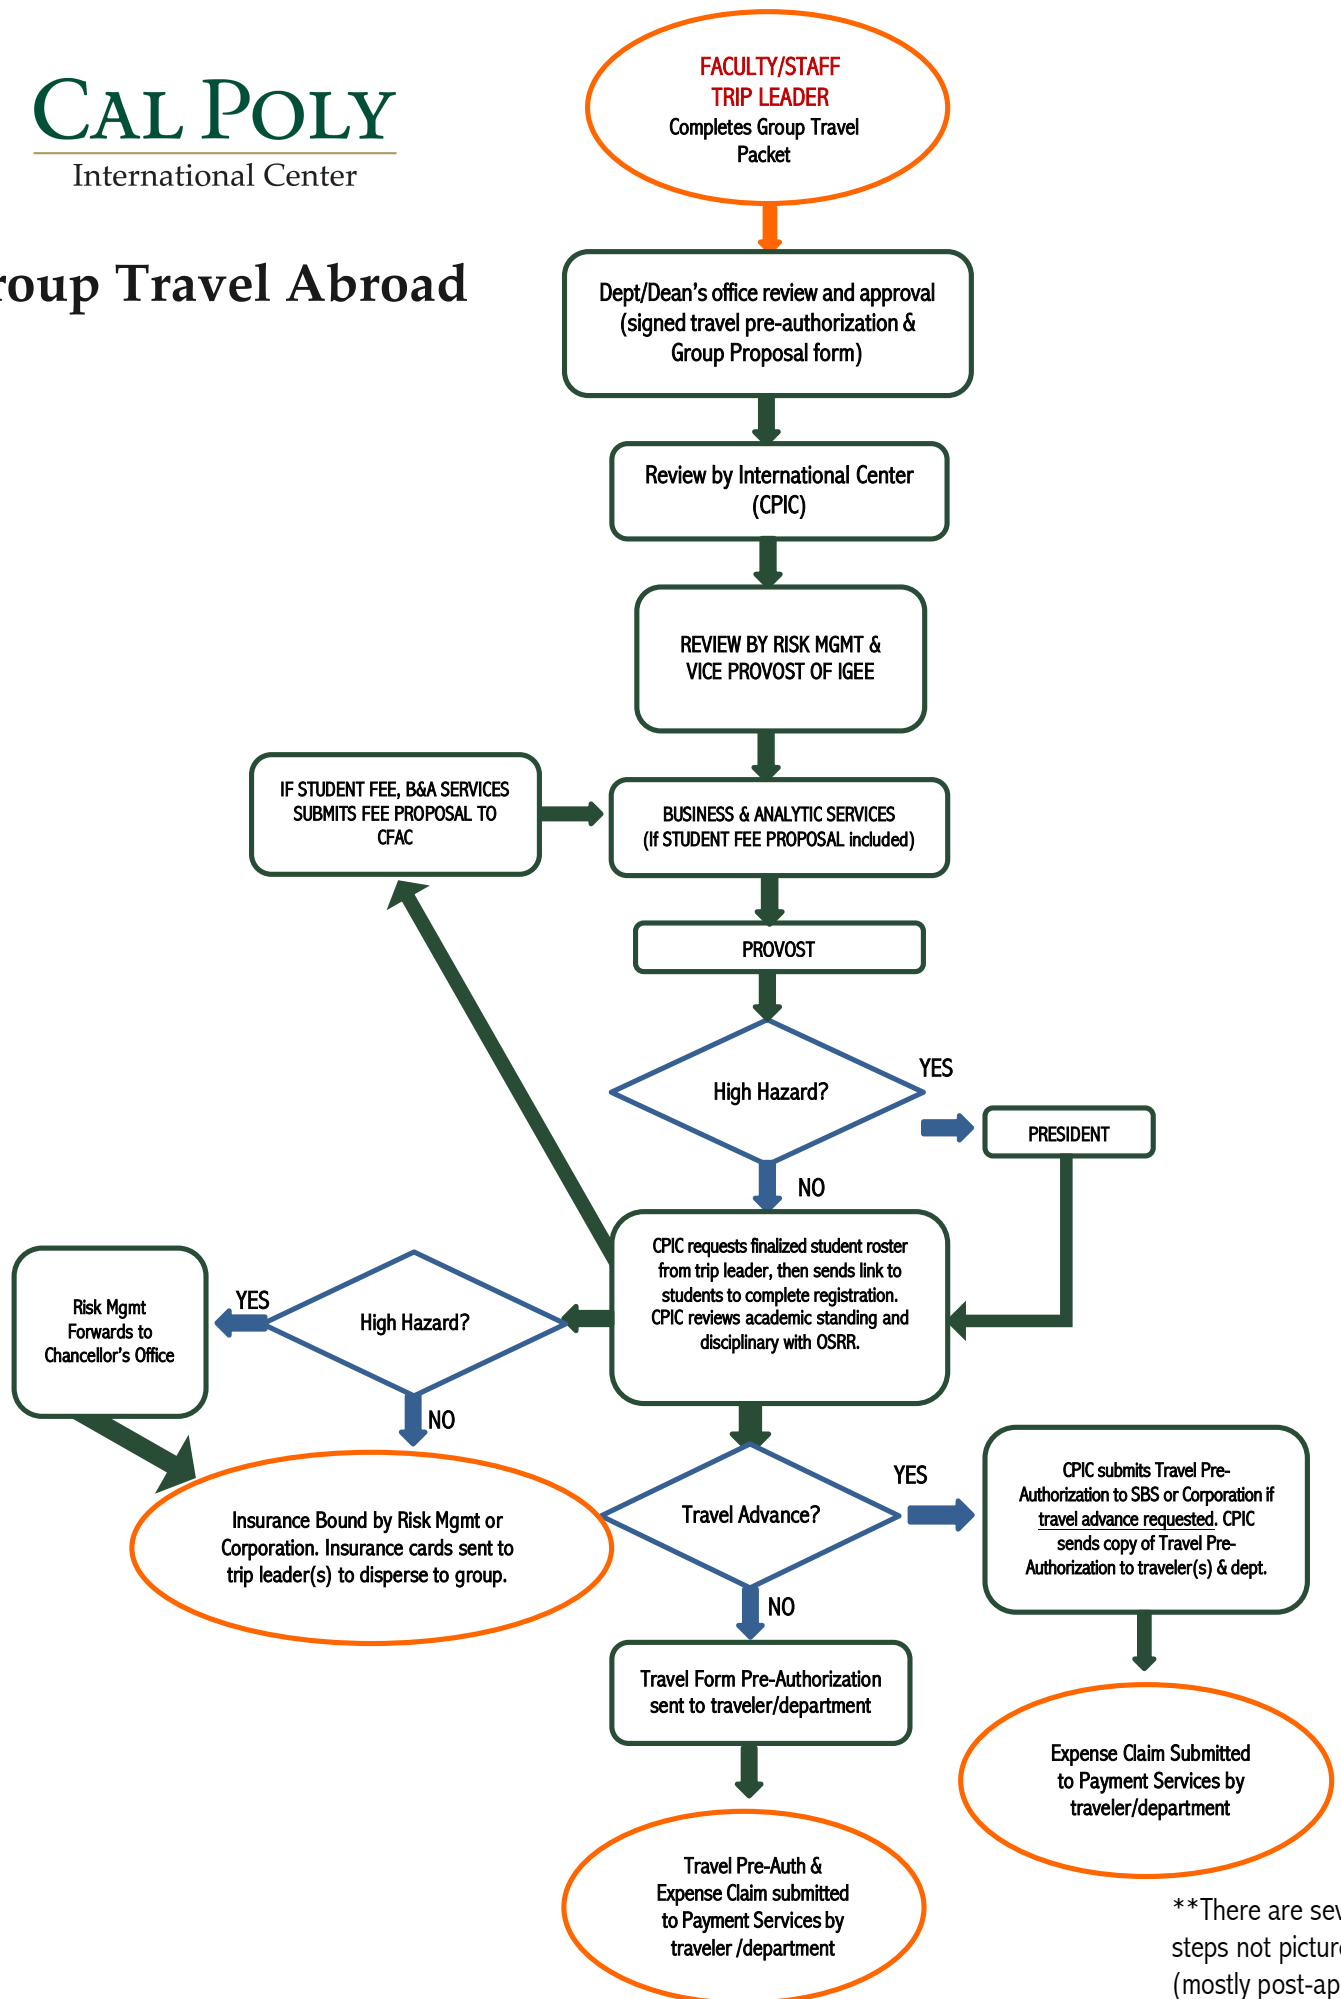 CAL POLY
International Center
roup Travel Abroad
FACULTY/STAFF
TRIP LEADER
Completes Group Travel
Packet
Dept/Dean's office review and approval
(signed travel pre-authorization &
Group Proposal form)
Review by International Center
(CPIC)
REVIEW BY RISK MGMT &
VICE PROVOST OF IGEE
IF STUDENT FEE, B&A SERVICES
SUBMITS FEE PROPOSAL TO
CFAC
BUSINESS & ANALYTIC SERVICES
(If STUDENT FEE PROPOSAL included)
PROVOST
High Hazard?
YES
PRESIDENT
NO
CPIC requests finalized student roster
from trip leader, then sends link to
students to complete registration.
CPIC reviews academic standing and
disciplinary with OSRR.
High Hazard?
YES
Risk Mgmt
Forwards to
Chancellor's Office
NO
Insurance Bound by Risk Mgmt or
Corporation. Insurance cards sent to
trip leader(s) to disperse to group.
Travel Advance?
YES
CPIC submits Travel Pre-
Authorization to SBS or Corporation if
travel advance requested. CPIC
sends copy of Travel Pre-
Authorization to traveler(s) & dept.
NO
Travel Form Pre-Authorization
sent to traveler/department
Expense Claim Submitted
to Payment Services by
traveler/department
Travel Pre-Auth &
Expense Claim submitted
to Payment Services by
traveler /department
**There are sev
steps not pictur
(mostly post-ap